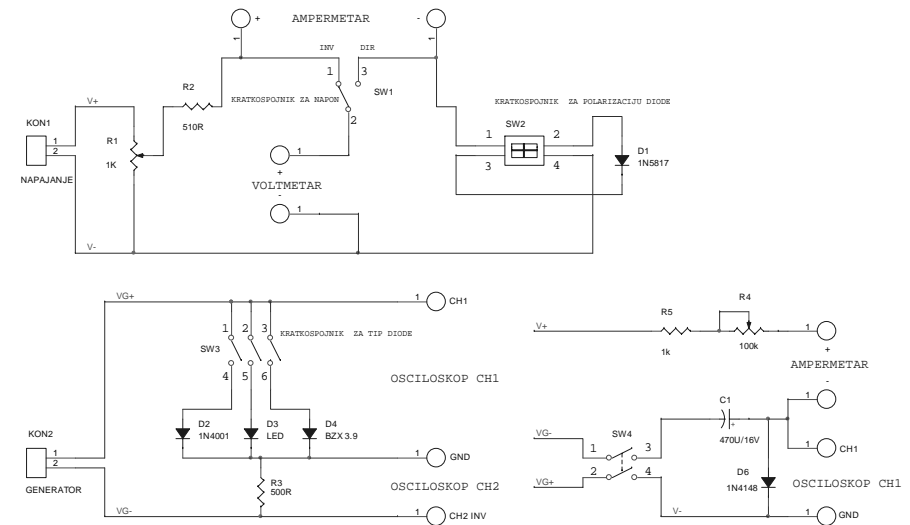 + AMPERMETAR -
1 1
INV DIR
1 3
SW1
2
R2
510R
KRATKOSPOJNIK ZA NAPON
KRATKOSPOJNIK ZA POLARIZACIJU DIODE
SW2
1 2
3 4
D1
1N5817
V+
KON1
1
2
NAPAJANJE
R1
1K
1
+
VOLTMETAR
-
1
V-
VG+
1 CH1
1 2 3
KRATKOSPOJNIK ZA TIP DIODE
SW3
4 5 6
OSCILOSKOP CH1
D2
1N4001
D3
LED
D4
BZX3.9
KON2
1
2
GENERATOR
1 GND
R3
500R
OSCILOSKOP CH2
VG-
1 CH2 INV
V+
R5
1k
R4
100k
1
+
AMPERMETAR
-
1
C1
+
470U/16V
1 CH1
VG-
VG+
SW4
1 3
2 4
D6
1N4148
OSCILOSKOP CH1
V-
1 GND